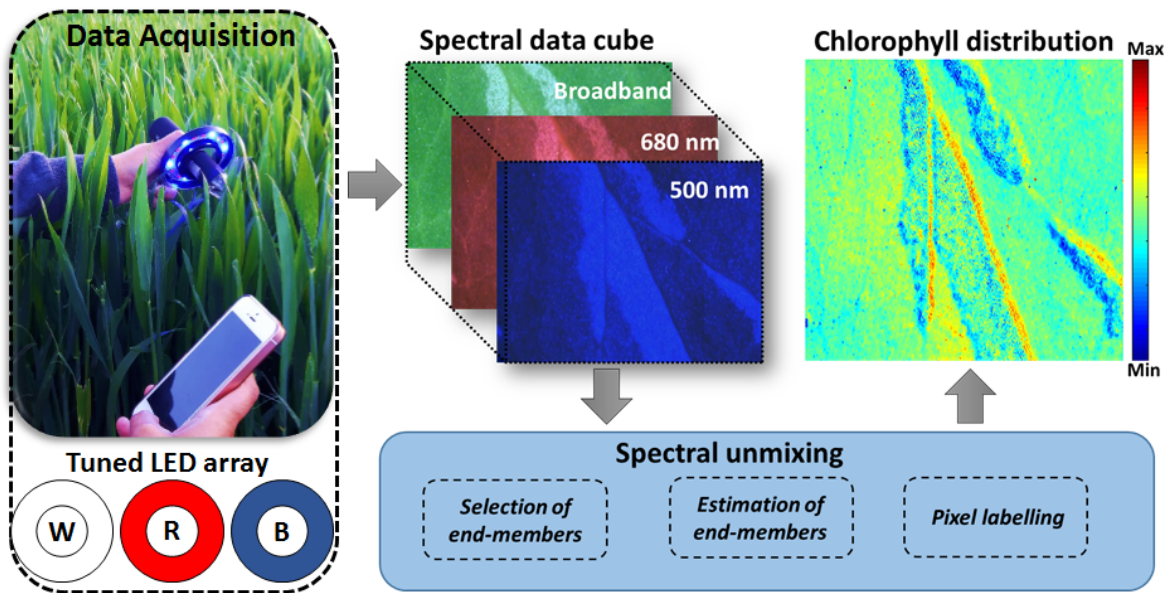 Data Acquisition
Tuned LED array
W
R
B
Spectral data cube
Broadband
680 nm
500 nm
Chlorophyll distribution
Max
Min
Spectral unmixing
Selection of
end-members
Estimation of
end-members
Pixel labelling